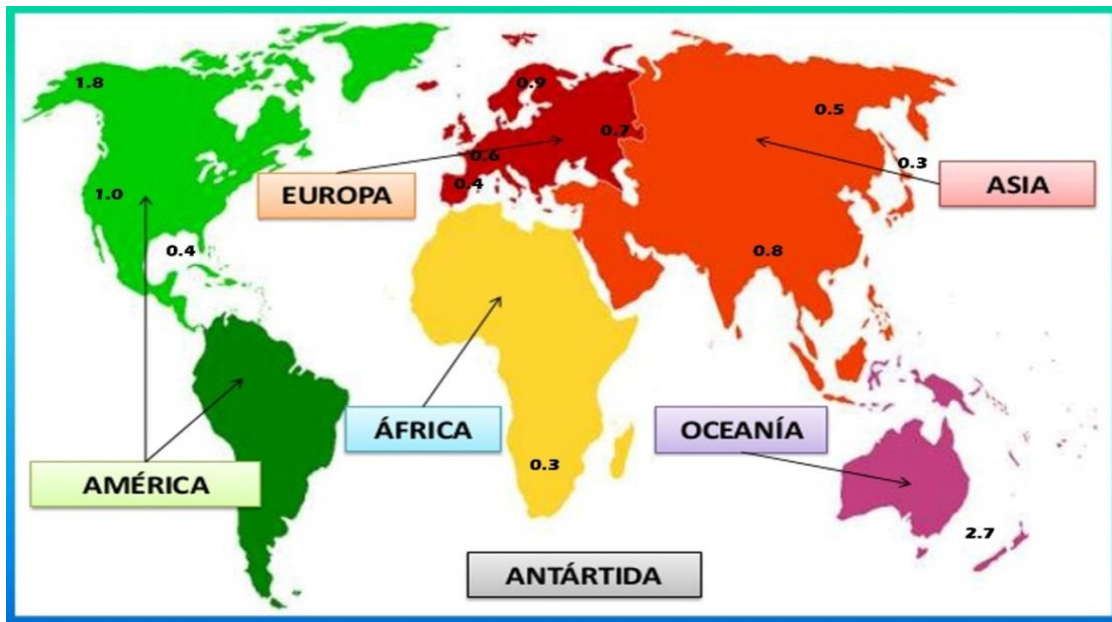 1.8
0.9
0.5
0.7
0.6
0.3
0.4
EUROPA
ASIA
1.0
0.4
0.8
ÁFRICA
OCEANÍA
0.3
AMÉRICA
2.7
ANTÁRTIDA